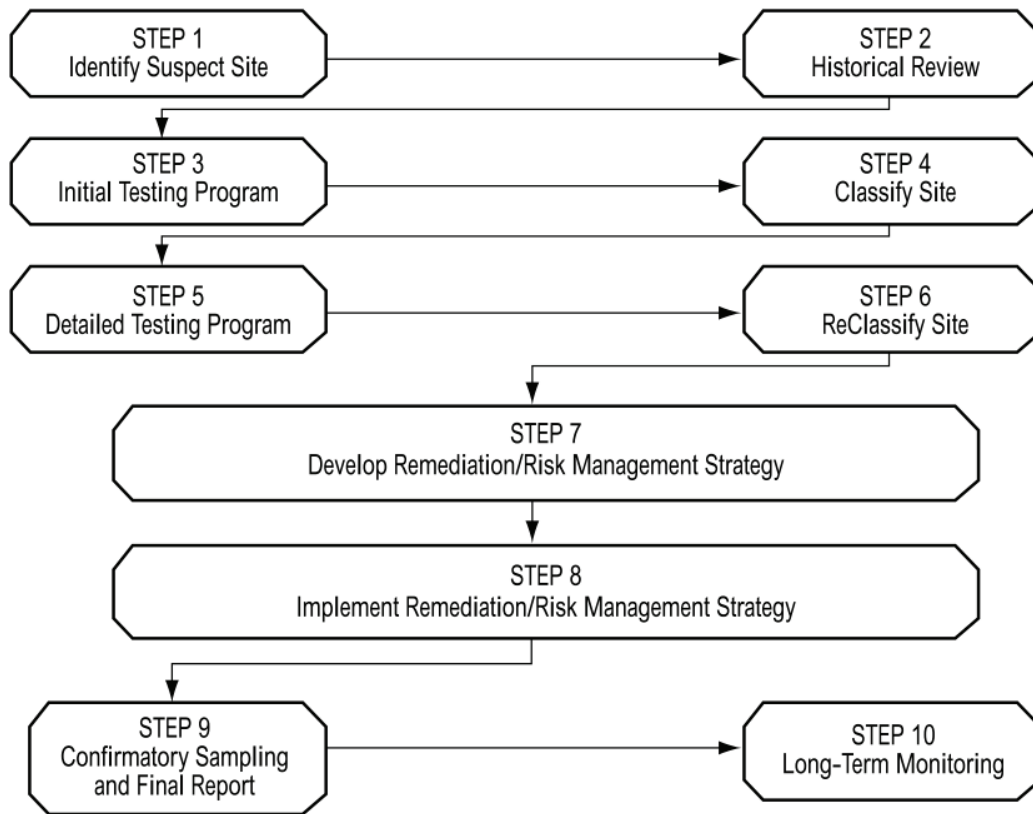 STEP 1
Identify Suspect Site
STEP 2
Historical Review
STEP 3
Initial Testing Program
STEP 4
Classify Site
STEP 5
Detailed Testing Program
STEP 6
ReClassify Site
STEP 7
Develop Remediation/Risk Management Strategy
STEP 8
Implement Remediation/Risk Management Strategy
STEP 9
Confirmatory Sampling
and Final Report
STEP 10
Long-Term Monitoring